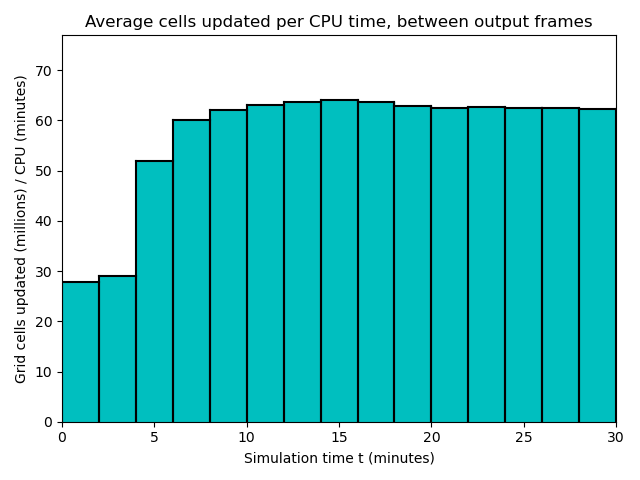 Average cells updated per CPU time, between output frames
Grid cells updated (millions) / CPU (minutes)
70
60
50
40
30
20
10
0
0 5 10 15 20 25 30
Simulation time t (minutes)